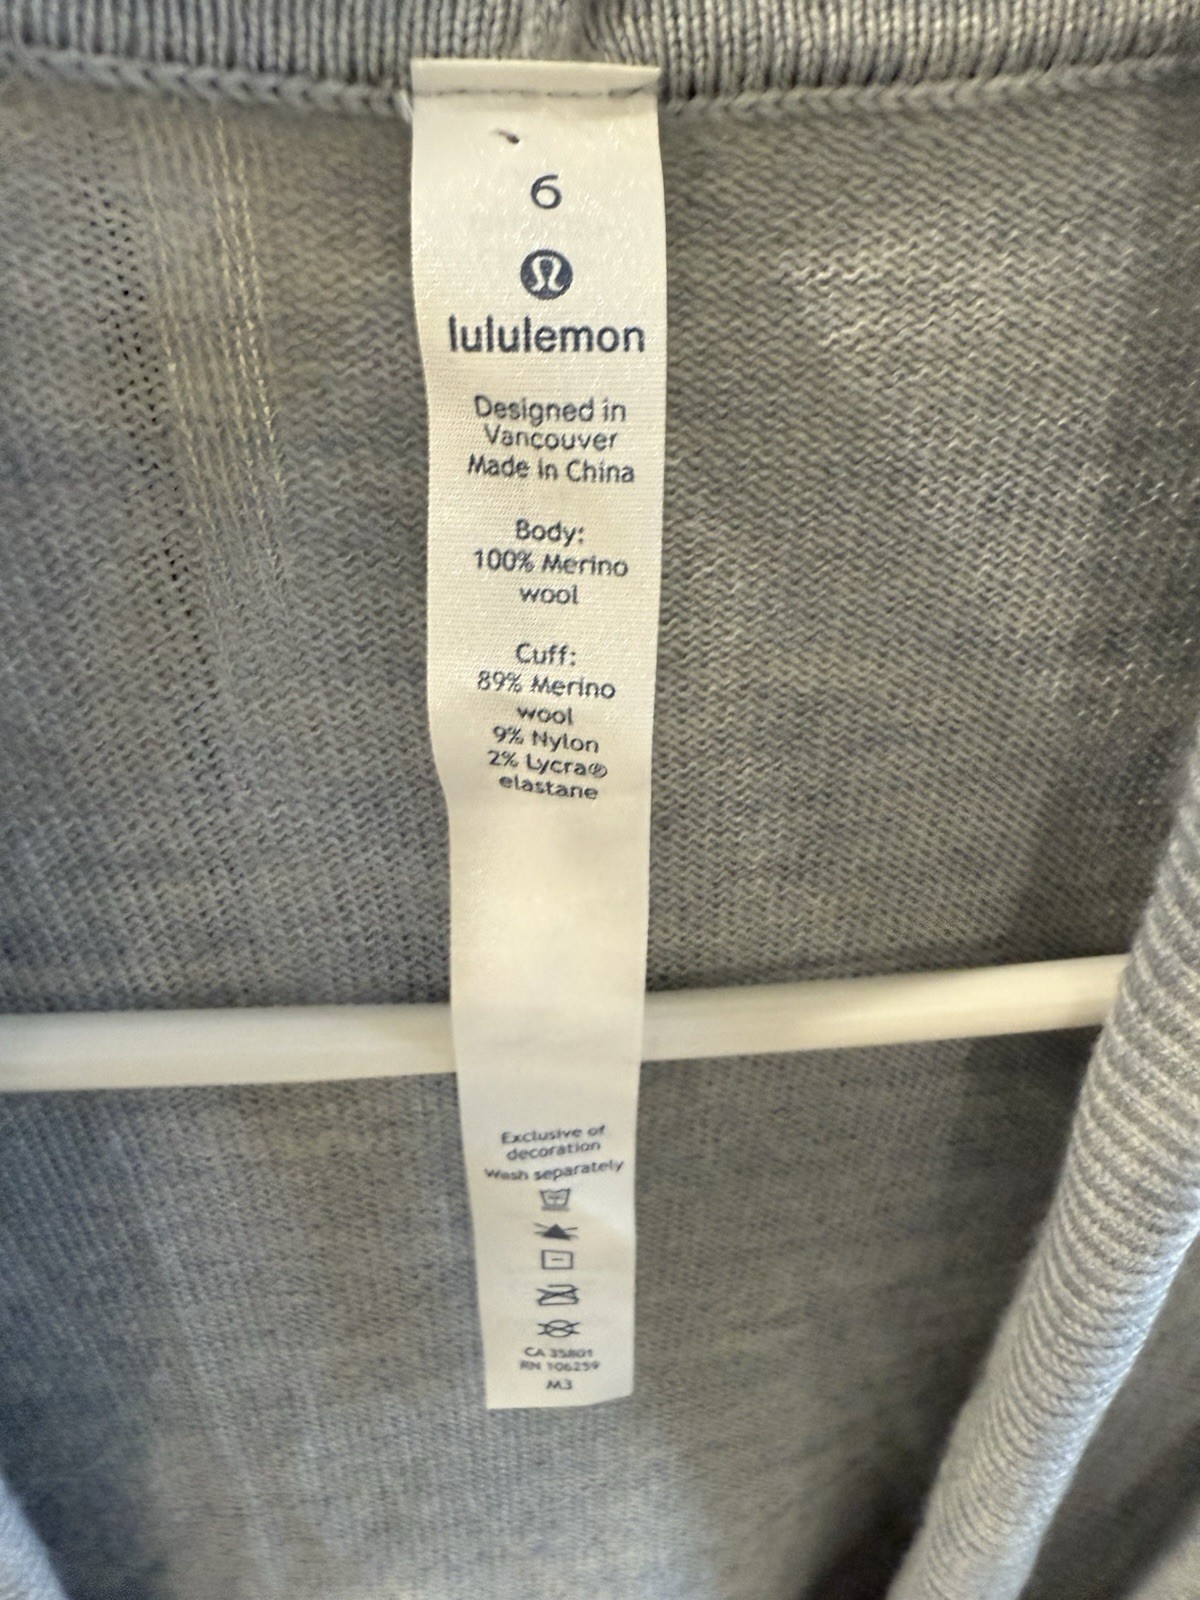 6
lululemon
Designed in
Vancouver
Made in China
Body:
100% Merino
wool
Cuff:
89% Merino
wool
9% Nylon
2% Lycra®
elastane
Exclusive of
decoration
Wash separately
CA 35801
RN 106259
M3